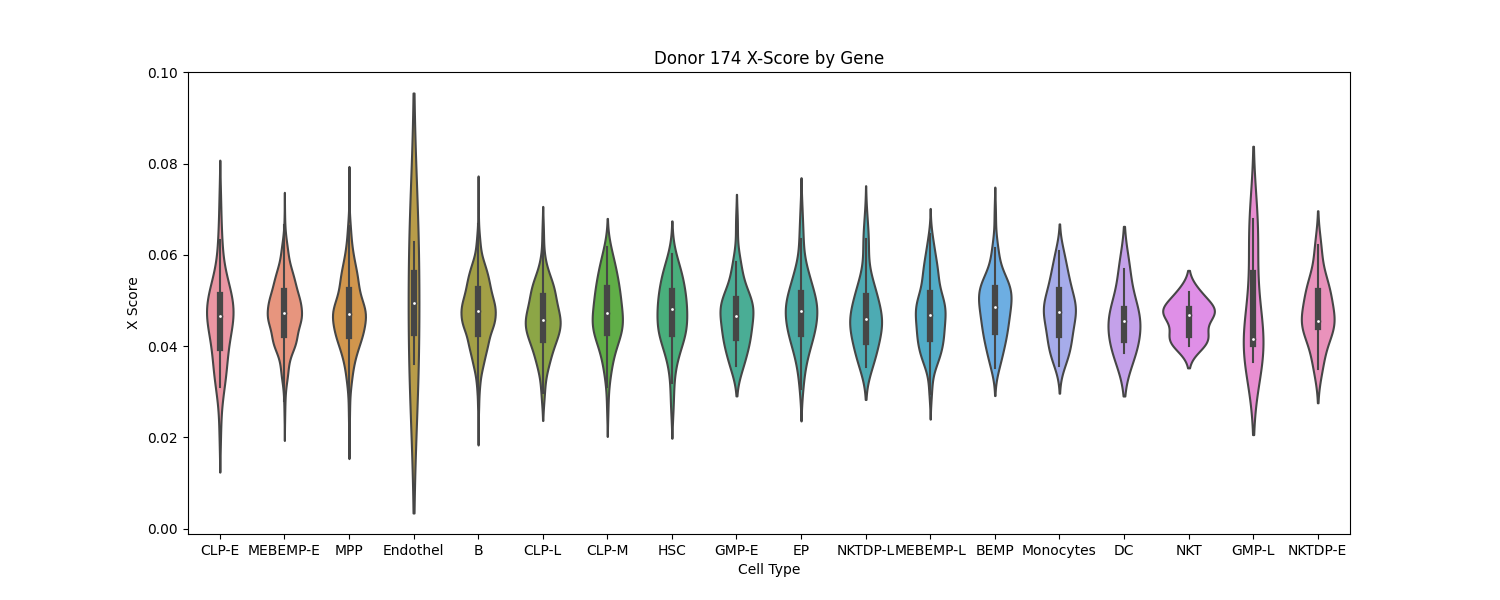 Donor 174 X-Score by Gene
X Score
0.10
0.08
0.06
0.04
0.02
0.00
CLP-E MEBEMP-E MPP Endothel B CLP-L CLP-M HSC GMP-E EP NKTDP-L MEBEMP-L BEMP Monocytes DC NKT GMP-L NKTDP-E
Cell Type